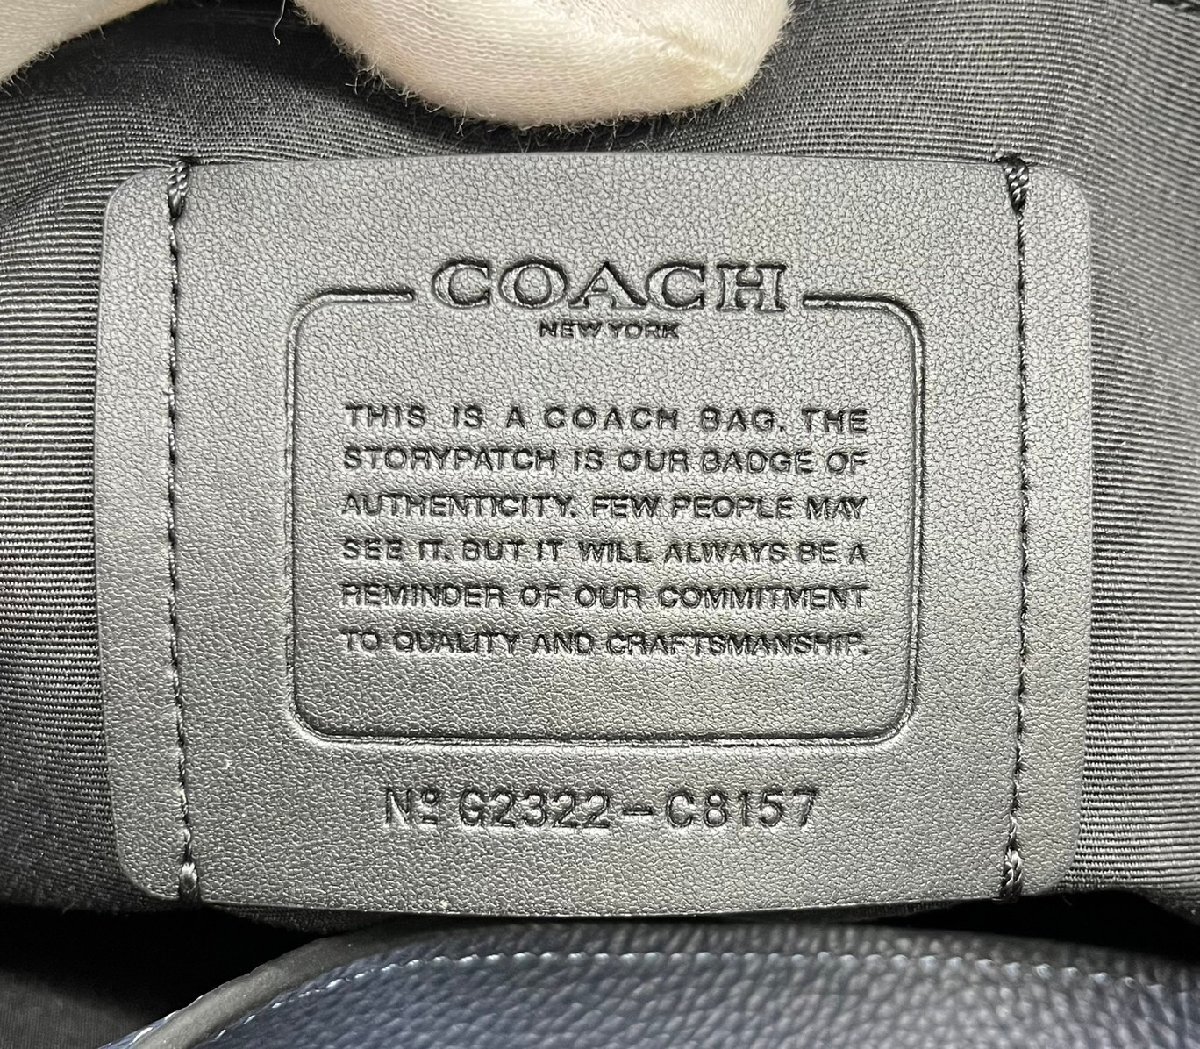 COACH
NEW YORK
THIS IS A COACH BAG. THE
STORYPATCH IS OUR BADGE OF
AUTHENTICITY. FEW PEOPLE MAY
SEE IT. BUT IT WILL ALWAYS BE A
REMINDER OF OUR COMMITMENT
TO QUALITY AND CRAFTSMANSHIP.
Nº G2322-C8157